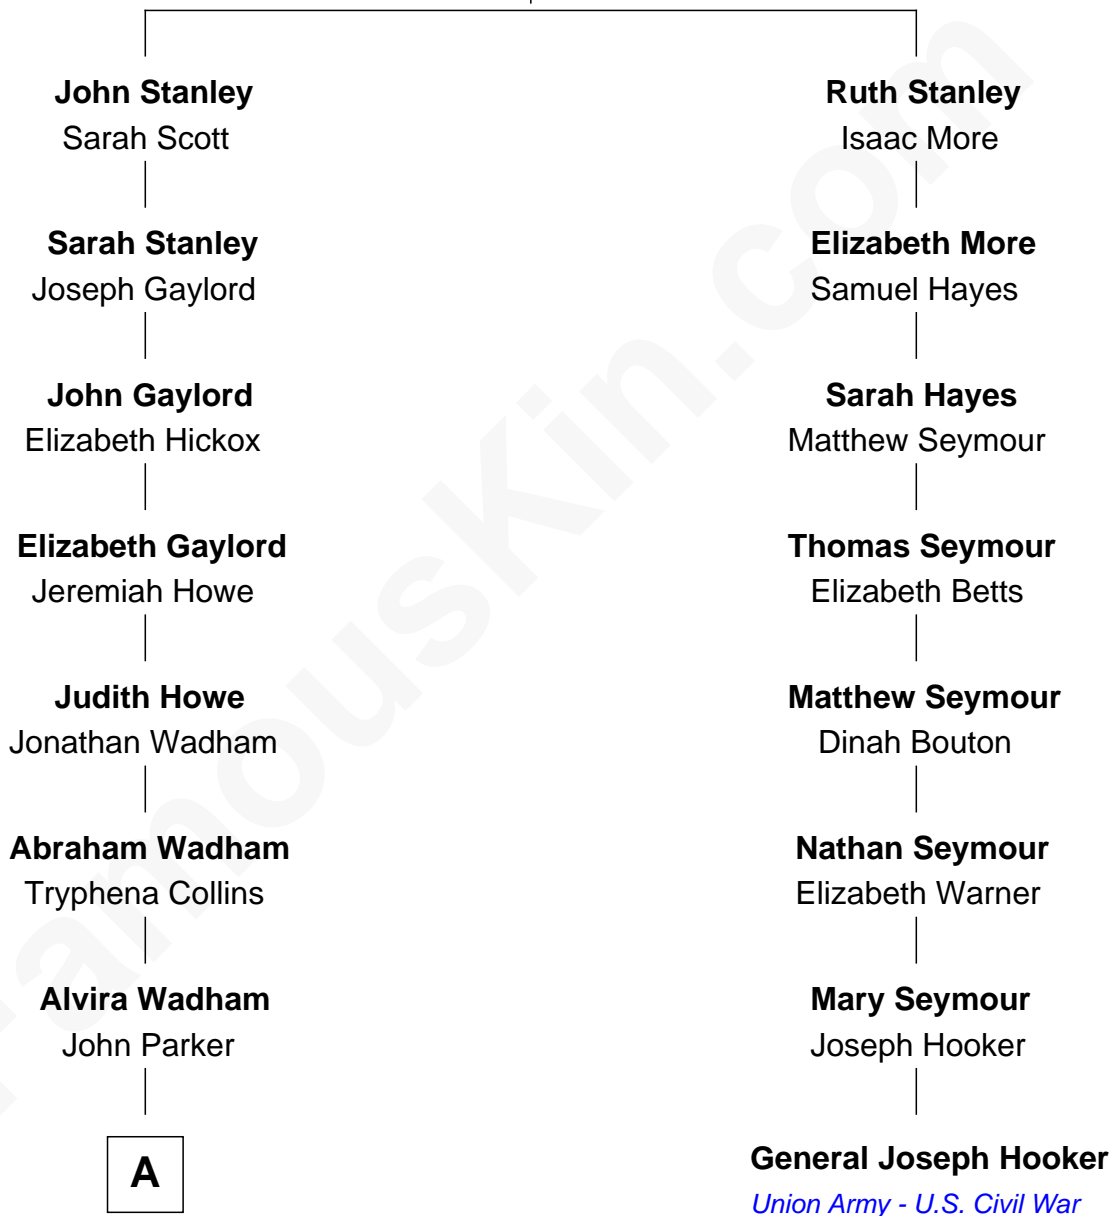 John Stanley
Sarah Scott
Ruth Stanley
Isaac More
Sarah Stanley
Joseph Gaylord
Elizabeth More
Samuel Hayes
John Gaylord
Elizabeth Hickox
Sarah Hayes
Matthew Seymour
Elizabeth Gaylord
Jeremiah Howe
Thomas Seymour
Elizabeth Betts
Judith Howe
Jonathan Wadham
Matthew Seymour
Dinah Bouton
Abraham Wadham
Tryphena Collins
Nathan Seymour
Elizabeth Warner
Alvira Wadham
John Parker
Mary Seymour
Joseph Hooker
A
General Joseph Hooker
Union Army - U.S. Civil War
FamousKin.com